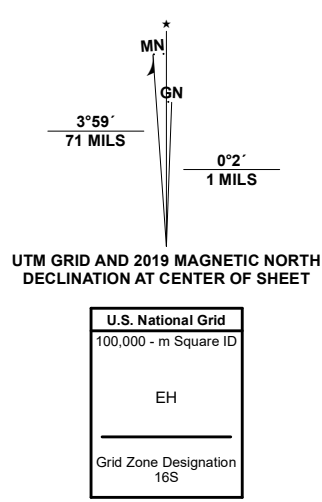 MN
GN
3°59´
71 MILS
0°2´
1 MILS
UTM GRID AND 2019 MAGNETIC NORTH
DECLINATION AT CENTER OF SHEET
U.S. National Grid
100,000 - m Square ID
EH
Grid Zone Designation
16S